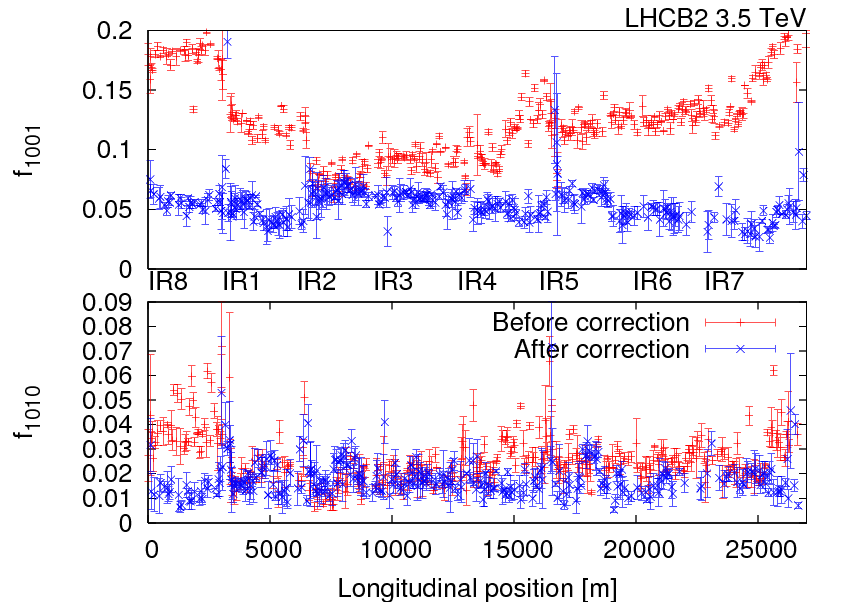 LHCB2 3.5 TeV
0.2
0.15
0.1
0.05
0
f1001
IR8 IR1 IR2 IR3 IR4 IR5 IR6 IR7
0.09
0.08
0.07
0.06
0.05
0.04
0.03
0.02
0.01
0
f1010
Before correction
After correction
0 5000 10000 15000 20000 25000
Longitudinal position [m]